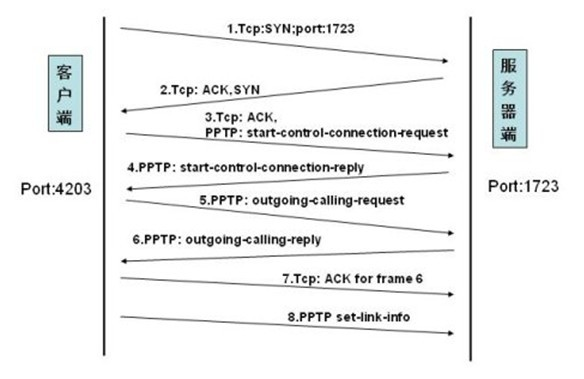 1.Tcp:SYN;port:1723
客户端
服务器端
2.Tcp: ACK,SYN
3.Tcp: ACK,
PPTP: start-control-connection-request
4.PPTP: start-control-connection-reply
Port:4203
Port:1723
5.PPTP: outgoing-calling-request
6.PPTP: outgoing-calling-reply
7.Tcp: ACK for frame 6
8.PPTP set-link-info